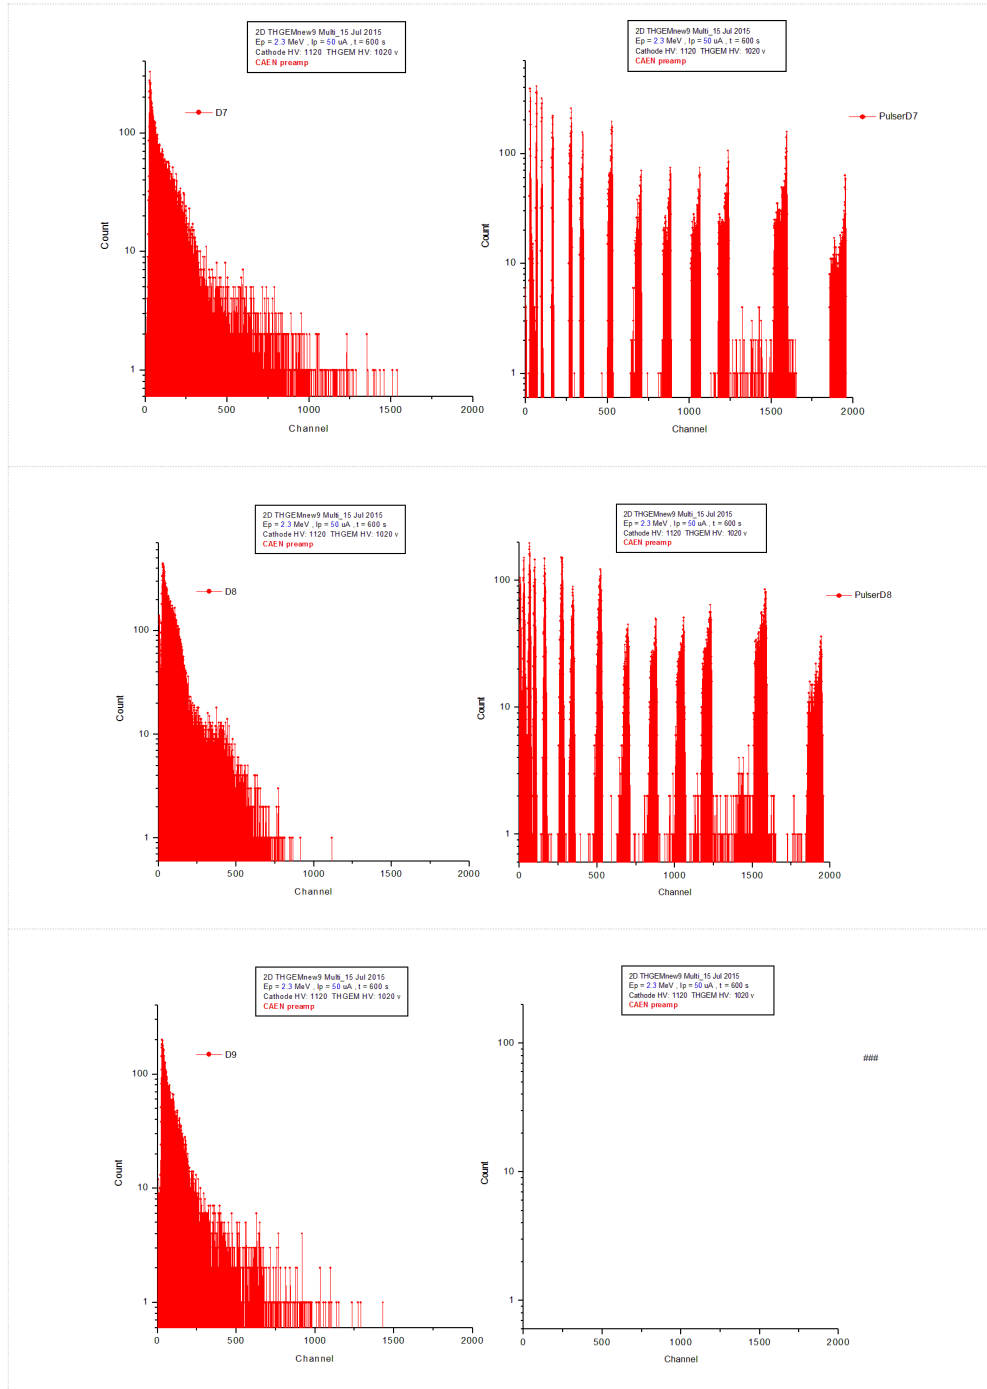 2D THGEMnew9 Multi_15 Jul 2015
Ep = 2.3 MeV , Ip = 50 uA , t = 600 s
Cathode HV: 1120 THGEM HV: 1020 v
CAEN preamp
D7
Count
100
10
1
0 500 1000 1500 2000
Channel
2D THGEMnew9 Multi_15 Jul 2015
Ep = 2.3 MeV , Ip = 50 uA , t = 600 s
Cathode HV: 1120 THGEM HV: 1020 v
CAEN preamp
PulserD7
Count
100
10
1
0 500 1000 1500 2000
Channel
2D THGEMnew9 Multi_15 Jul 2015
Ep = 2.3 MeV , Ip = 50 uA , t = 600 s
Cathode HV: 1120 THGEM HV: 1020 v
CAEN preamp
D8
Count
100
10
1
0 500 1000 1500 2000
Channel
2D THGEMnew9 Multi_15 Jul 2015
Ep = 2.3 MeV , Ip = 50 uA , t = 600 s
Cathode HV: 1120 THGEM HV: 1020 v
CAEN preamp
PulserD8
Count
100
10
1
0 500 1000 1500 2000
Channel
2D THGEMnew9 Multi_15 Jul 2015
Ep = 2.3 MeV , Ip = 50 uA , t = 600 s
Cathode HV: 1120 THGEM HV: 1020 v
CAEN preamp
D9
Count
100
10
1
0 500 1000 1500 2000
Channel
2D THGEMnew9 Multi_15 Jul 2015
Ep = 2.3 MeV , Ip = 50 uA , t = 600 s
Cathode HV: 1120 THGEM HV: 1020 v
CAEN preamp
###
Count
100
10
1
0 500 1000 1500 2000
Channel